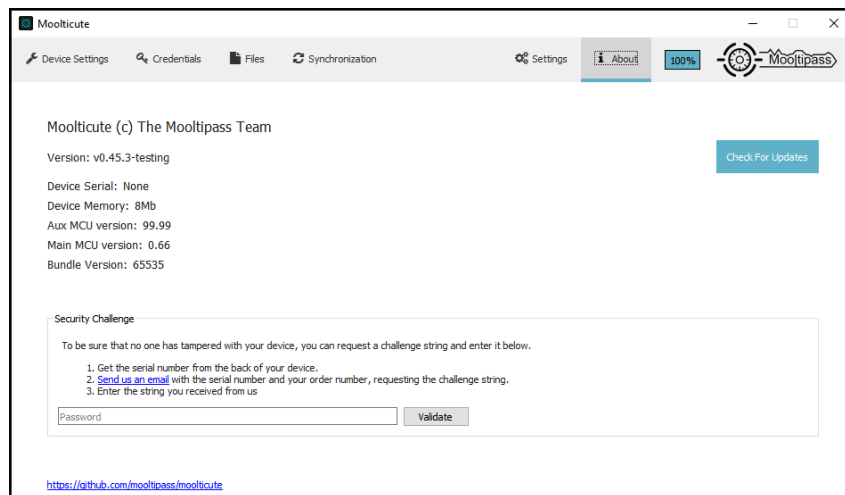 Moolticute
Device Settings Credentials Files Synchronization Settings About 100% Mooltipass
Moolticute (c) The Mooltipass Team
Version: v0.45.3-testing
Check For Updates
Device Serial: None
Device Memory: 8Mb
Aux MCU version: 99.99
Main MCU version: 0.66
Bundle Version: 65535
Security Challenge
To be sure that no one has tampered with your device, you can request a challenge string and enter it below.
1. Get the serial number from the back of your device.
2. Send us an email with the serial number and your order number, requesting the challenge string.
3. Enter the string you received from us
Password Validate
https://github.com/mooltipass/moolticute